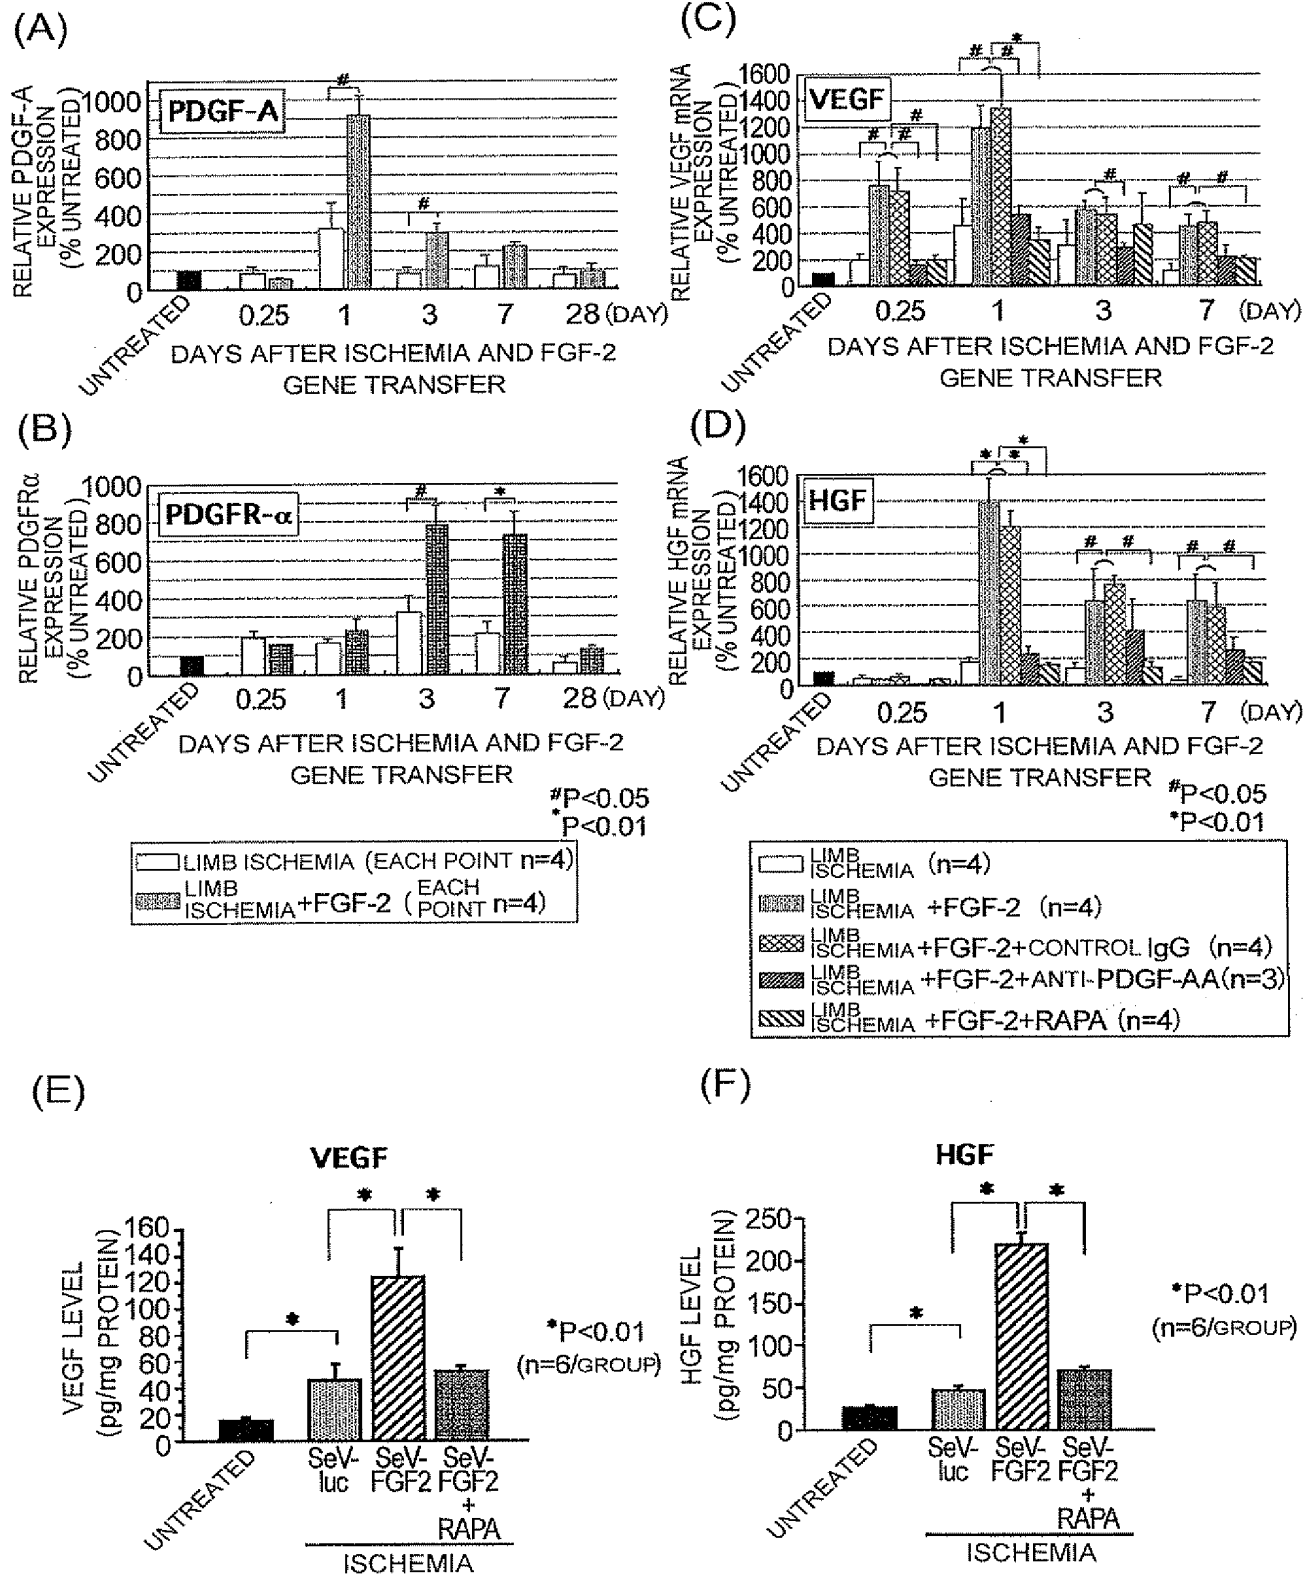 (A)
RELATIVE PDGF-A
EXPRESSION
(% UNTREATED)
1000
800
600
400
200
0
PDGF-A
#
#
UNTREATED
0.25 1 3 7 28 (DAY)
DAYS AFTER ISCHEMIA AND FGF-2
GENE TRANSFER
(B)
RELATIVE PDGFRα
EXPRESSION
(% UNTREATED)
1000
800
600
400
200
0
PDGFR-α
# *
UNTREATED
0.25 1 3 7 28 (DAY)
DAYS AFTER ISCHEMIA AND FGF-2
GENE TRANSFER
#P<0.05
*P<0.01
LIMB ISCHEMIA (EACH POINT n=4)
LIMB
ISCHEMIA +FGF-2 (EACH
POINT n=4)
(C)
RELATIVE VEGF mRNA
EXPRESSION
(% UNTREATED)
1600
1400
1200
1000
800
600
400
200
0
VEGF
*
# #
#
# #
#
# #
UNTREATED
0.25 1 3 7 (DAY)
DAYS AFTER ISCHEMIA AND FGF-2
GENE TRANSFER
(D)
RELATIVE HGF mRNA
EXPRESSION
(% UNTREATED)
1600
1400
1200
1000
800
600
400
200
0
HGF
*
* *
# #
# #
UNTREATED
0.25 1 3 7 (DAY)
DAYS AFTER ISCHEMIA AND FGF-2
GENE TRANSFER
#P<0.05
*P<0.01
LIMB
ISCHEMIA (n=4)
LIMB
ISCHEMIA +FGF-2 (n=4)
LIMB
ISCHEMIA +FGF-2+CONTROL IgG (n=4)
LIMB
ISCHEMIA +FGF-2+ANTI-PDGF-AA(n=3)
LIMB
ISCHEMIA +FGF-2+RAPA (n=4)
(E)
VEGF
VEGF LEVEL
(pg/mg PROTEIN)
160
140
120
100
80
60
40
20
0
* *
*
*P<0.01
(n=6/GROUP)
UNTREATED
SeV-
luc
SeV-
FGF2
SeV-
FGF2
+
RAPA
ISCHEMIA
(F)
HGF
HGF LEVEL
(pg/mg PROTEIN)
250
200
150
100
50
0
* *
*
*P<0.01
(n=6/GROUP)
UNTREATED
SeV-
luc
SeV-
FGF2
SeV-
FGF2
+
RAPA
ISCHEMIA